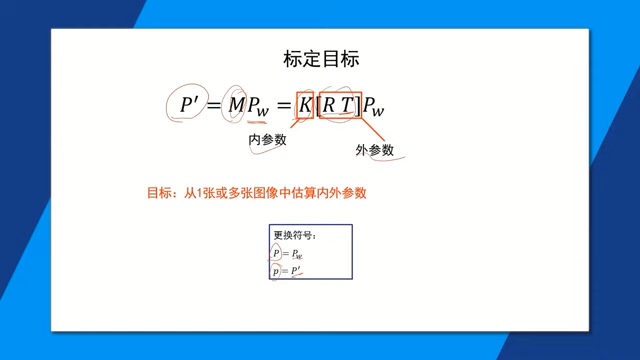 标定目标
P′ = MP_w = K[R T]P_w
内参数
外参数
目标：从1张或多张图像中估算内外参数
更换符号：
P = P_w
p = P′